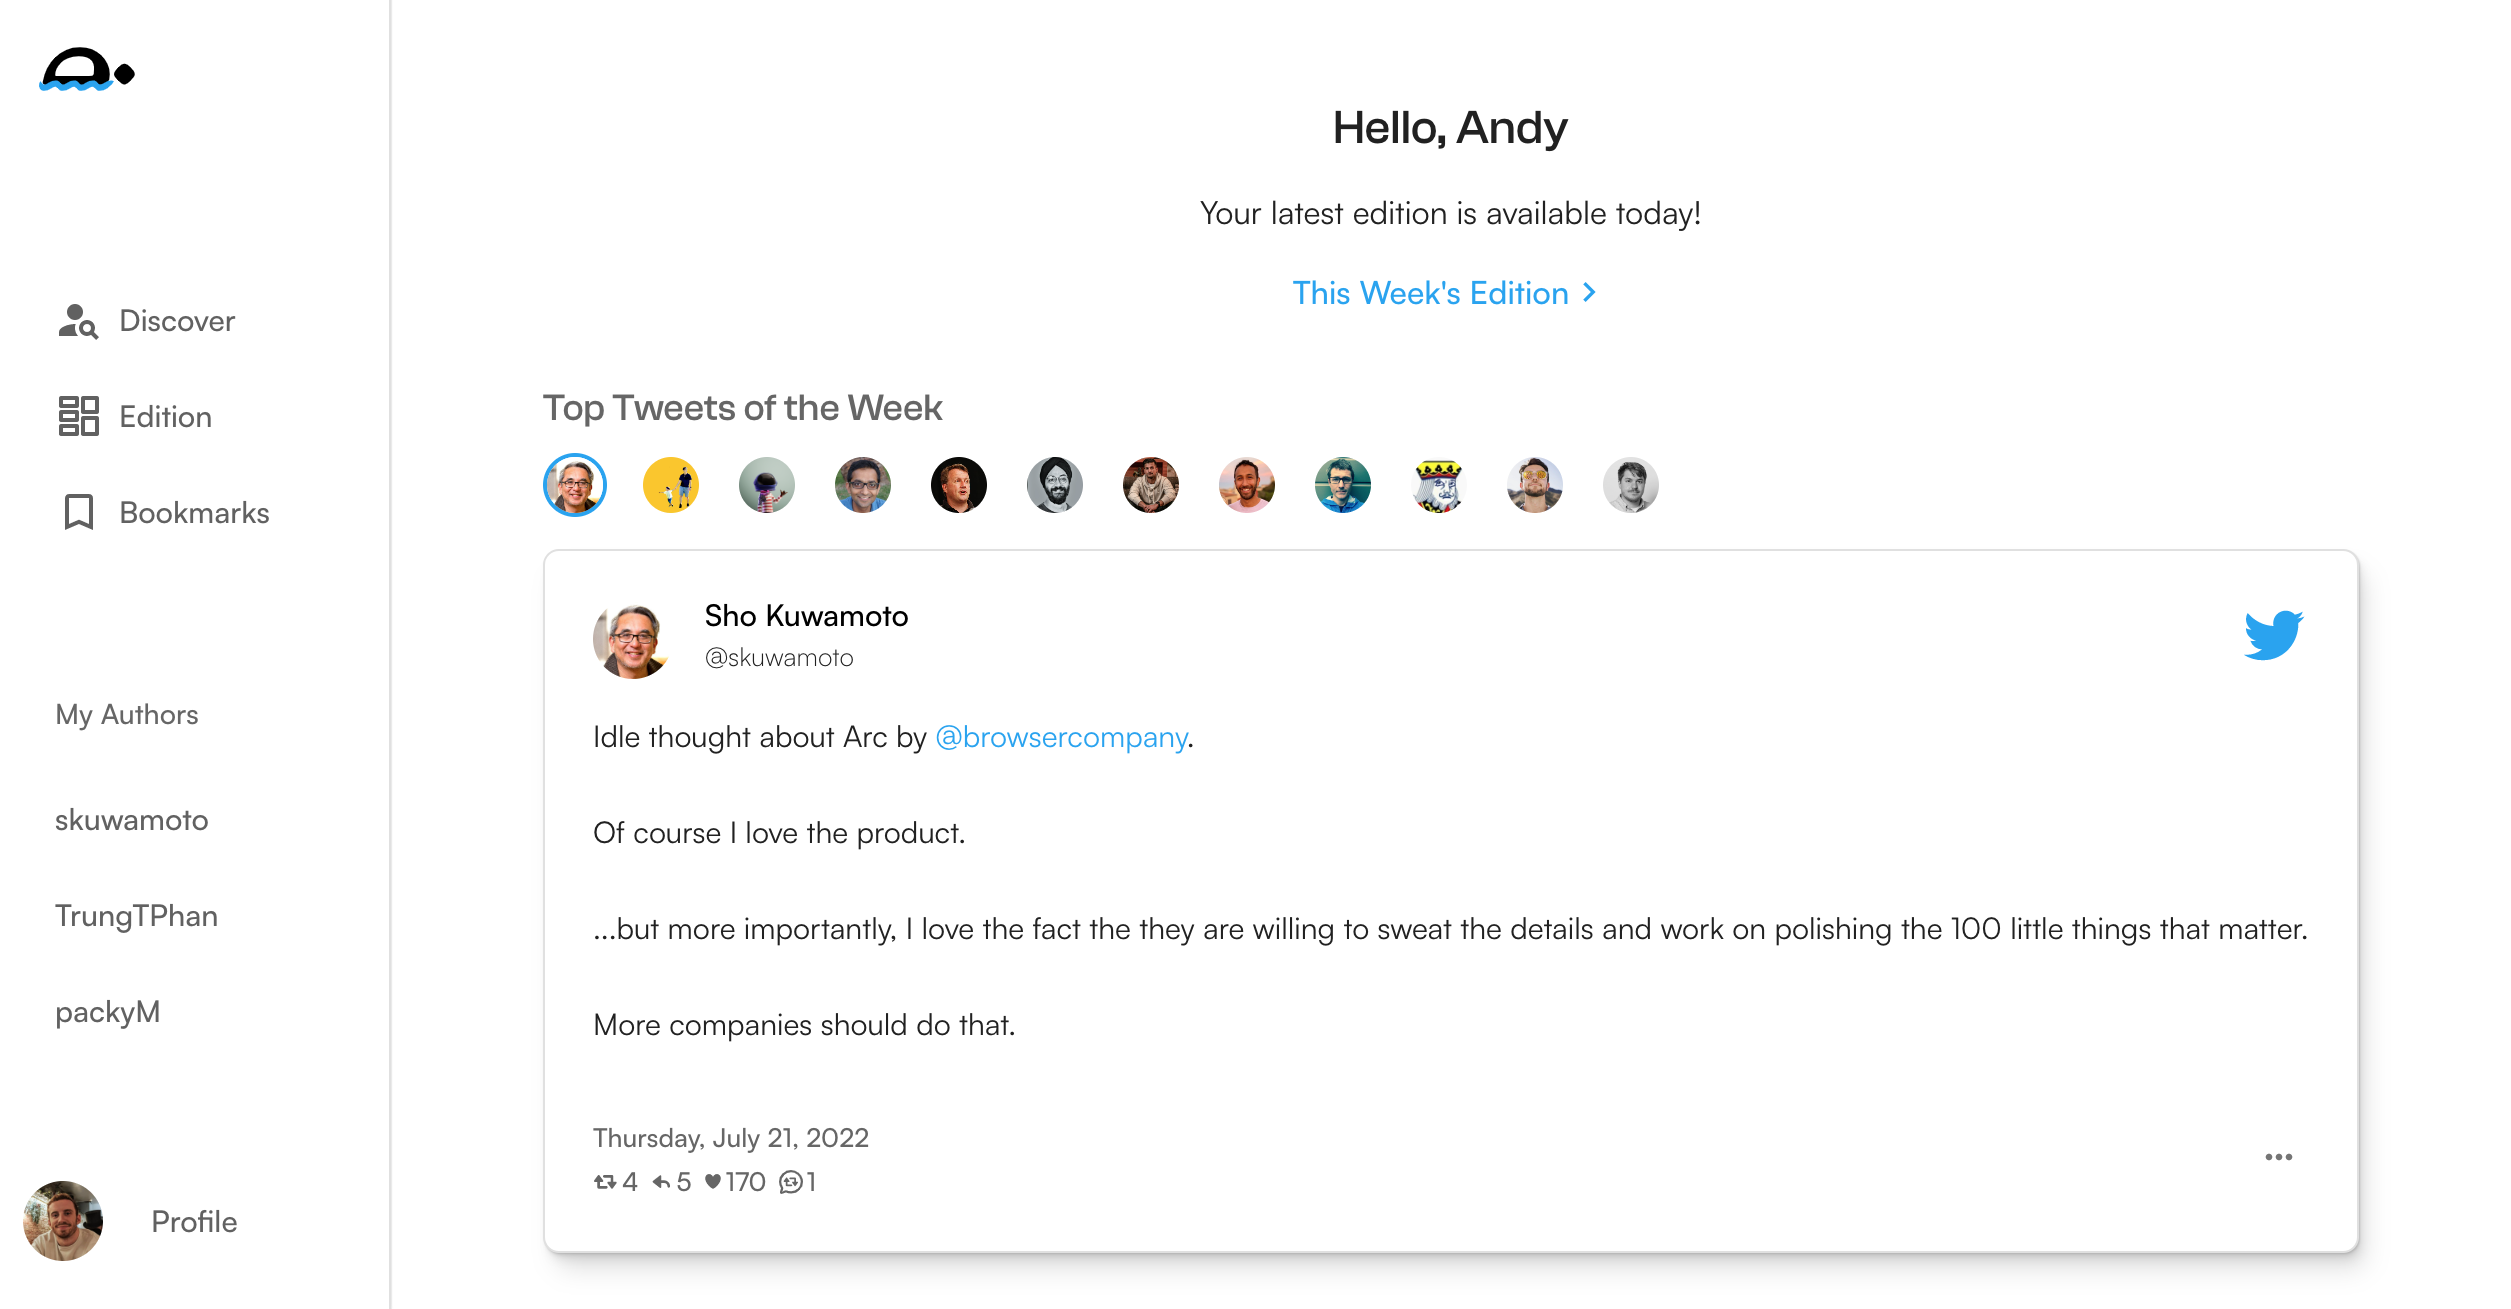 Discover
Edition
Bookmarks
My Authors
skuwamoto
TrungTPhan
packyM
Profile
Hello, Andy
Your latest edition is available today!
This Week's Edition
Top Tweets of the Week
Sho Kuwamoto
@skuwamoto
Idle thought about Arc by @browsercompany.
Of course I love the product.
...but more importantly, I love the fact the they are willing to sweat the details and work on polishing the 100 little things that matter.
More companies should do that.
Thursday, July 21, 2022
4 5 170 1